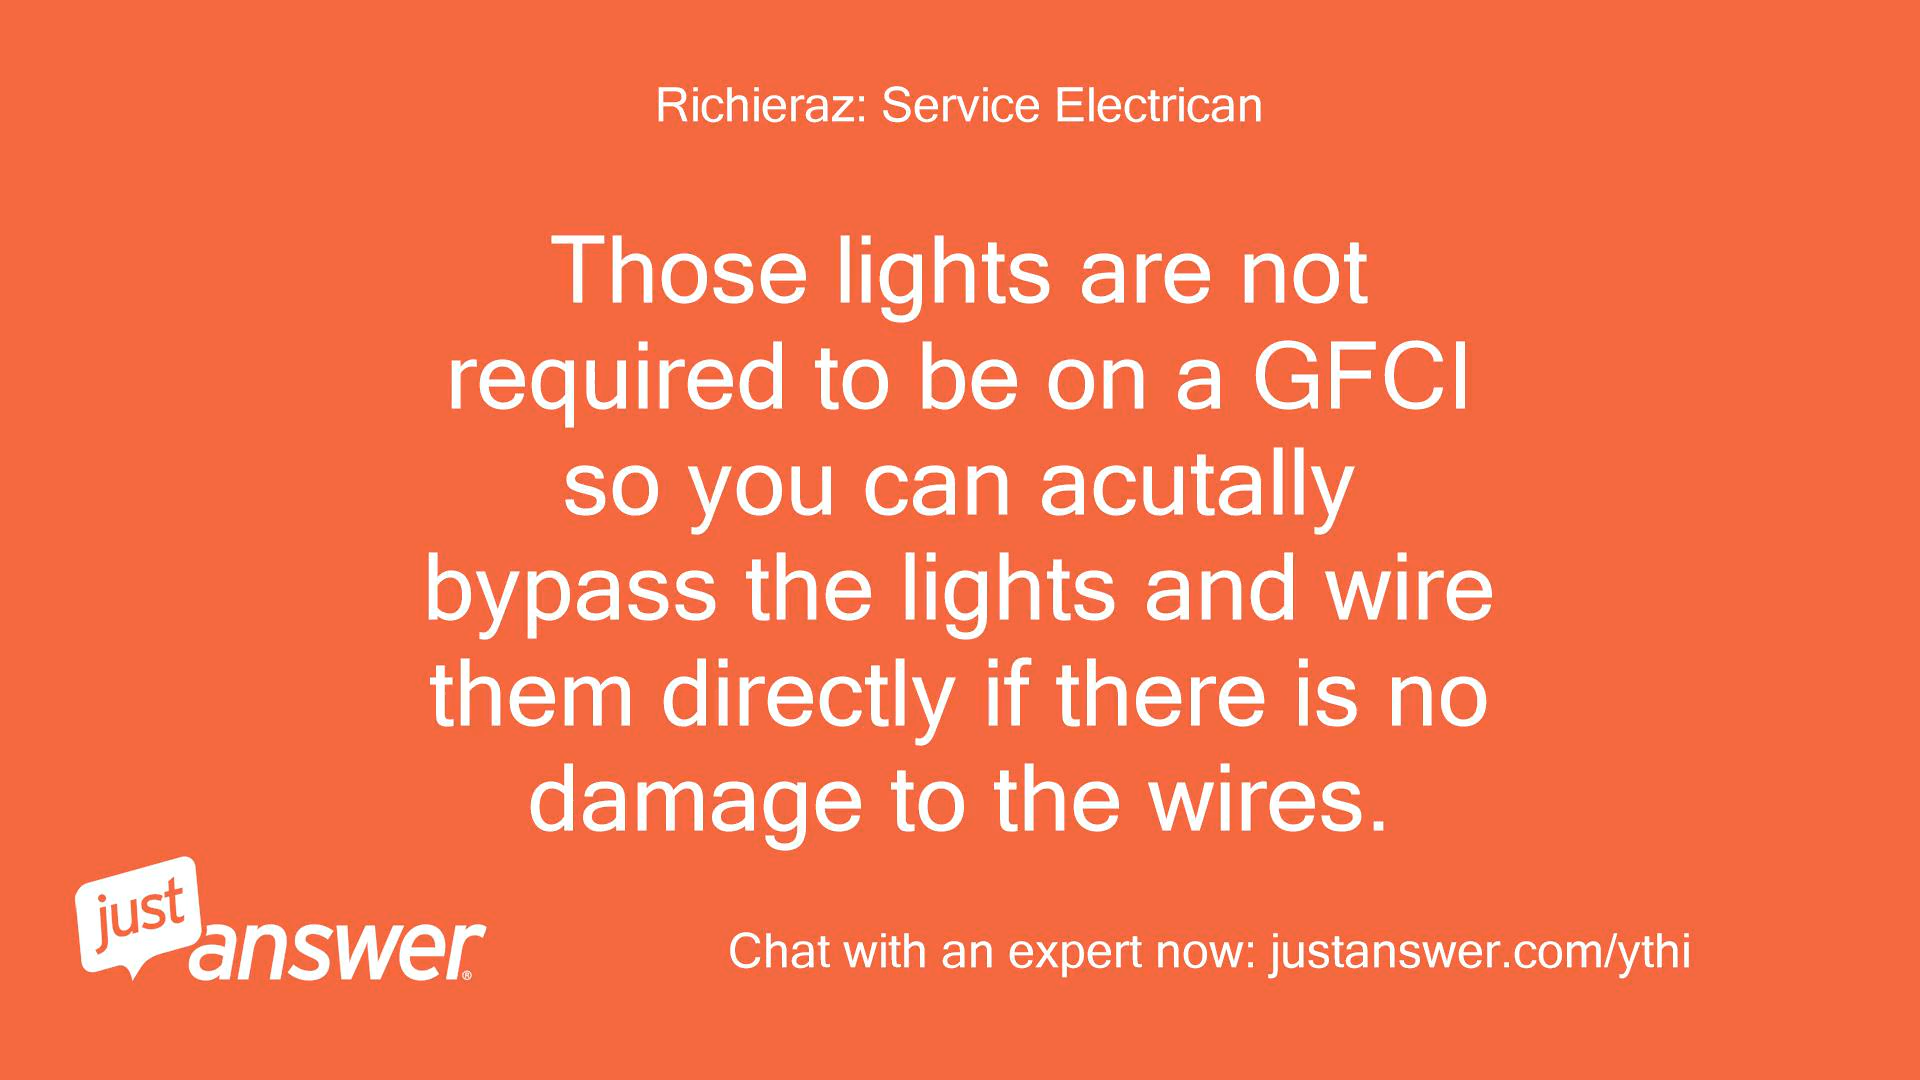 Richieraz: Service Electrican
Those lights are not
required to be on a GFCI
so you can acutally
bypass the lights and wire
them directly if there is no
damage to the wires.
just
answer®
Chat with an expert now: justanswer.com/ythi